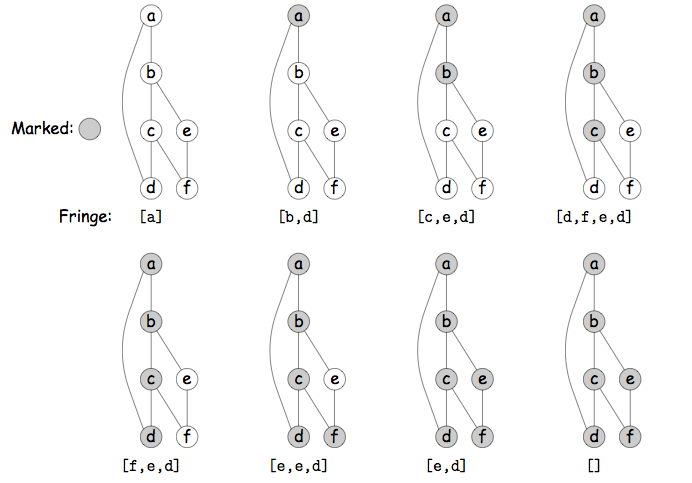 a a a a
b b b b
Marked: c e c e c e c e
d f d f d f d f
Fringe: [a] [b,d] [c,e,d] [d,f,e,d]
a a a a
b b b b
c e c e c e c e
d f d f d f d f
[f,e,d] [e,e,d] [e,d] []